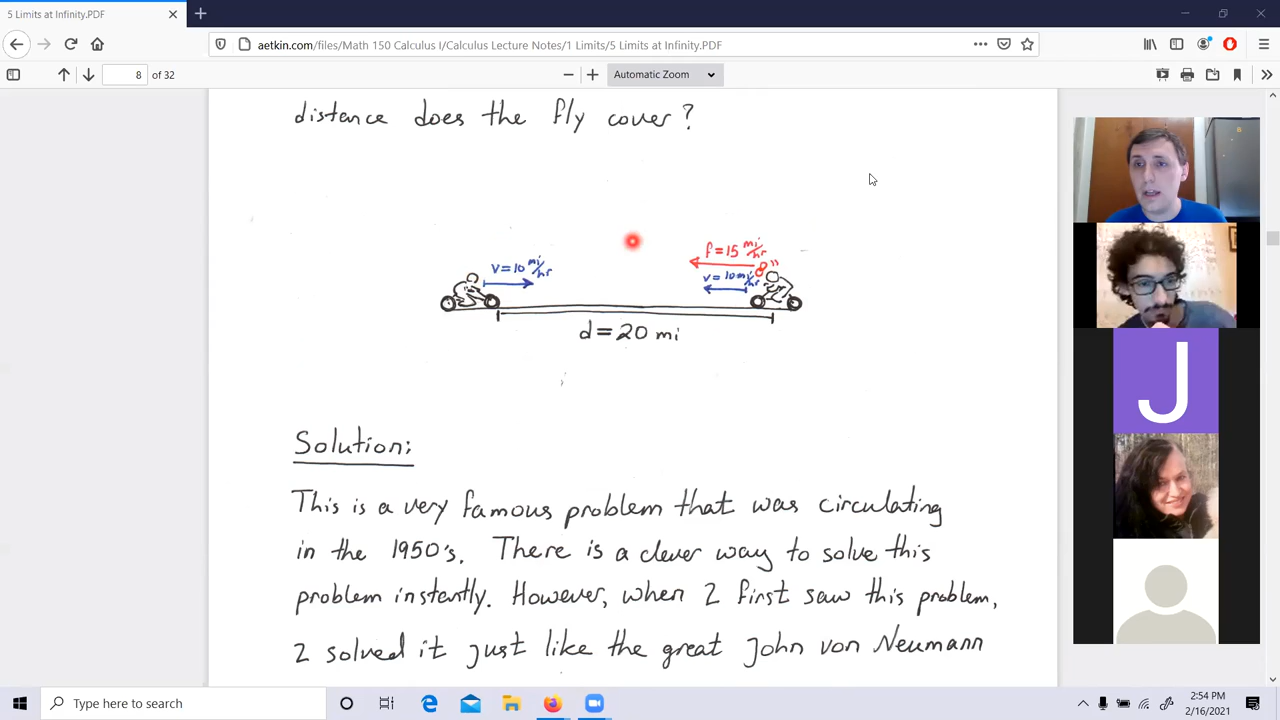 5 Limits at Infinity.PDF
aetkin.com/files/Math 150 Calculus I/Calculus Lecture Notes/1 Limits/5 Limits at Infinity.PDF
8 of 32
Automatic Zoom
distance does the fly cover?
f = 15 mi/hr
v = 10 mi/hr
v = 10 mi/hr
d = 20 mi
J
Solution:
This is a very famous problem that was circulating
in the 1950's. There is a clever way to solve this
problem instantly. However, when I first saw this problem,
I solved it just like the great John von Neumann
Type here to search
2:54 PM
2/16/2021